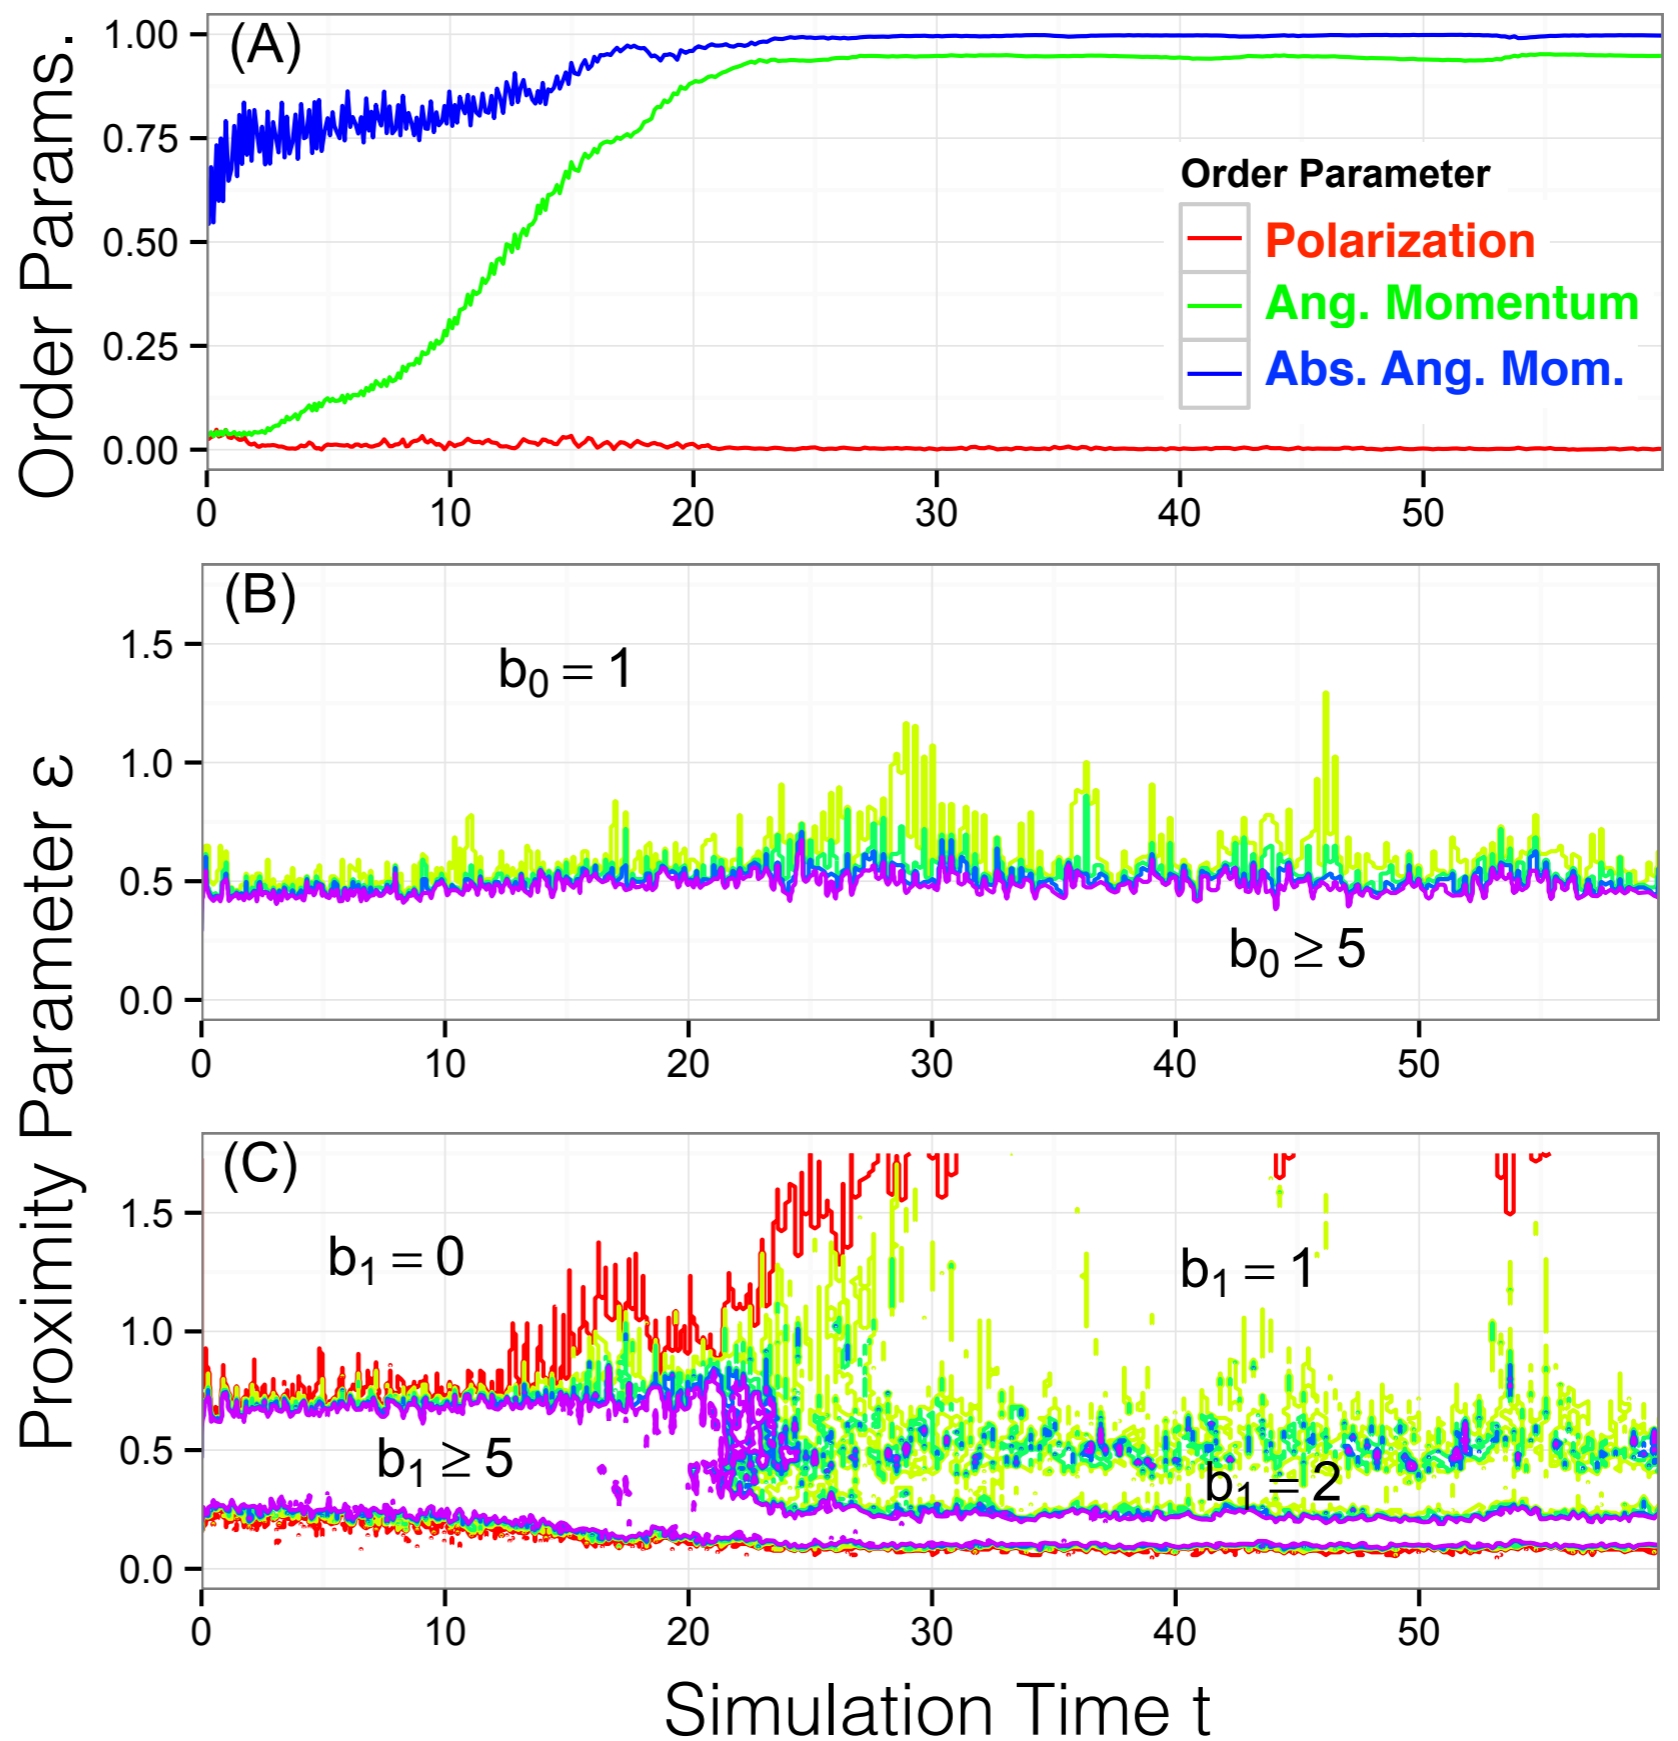 Order Params.
(A)
1.00
0.75
0.50
0.25
0.00
Order Parameter
Polarization
Ang. Momentum
Abs. Ang. Mom.
0 10 20 30 40 50
Proximity Parameter ε
(B)
1.5
1.0
0.5
0.0
b₀ = 1
b₀ ≥ 5
0 10 20 30 40 50
(C)
1.5
1.0
0.5
0.0
b₁ = 0
b₁ = 1
b₁ ≥ 5
b₁ = 2
0 10 20 30 40 50
Simulation Time t